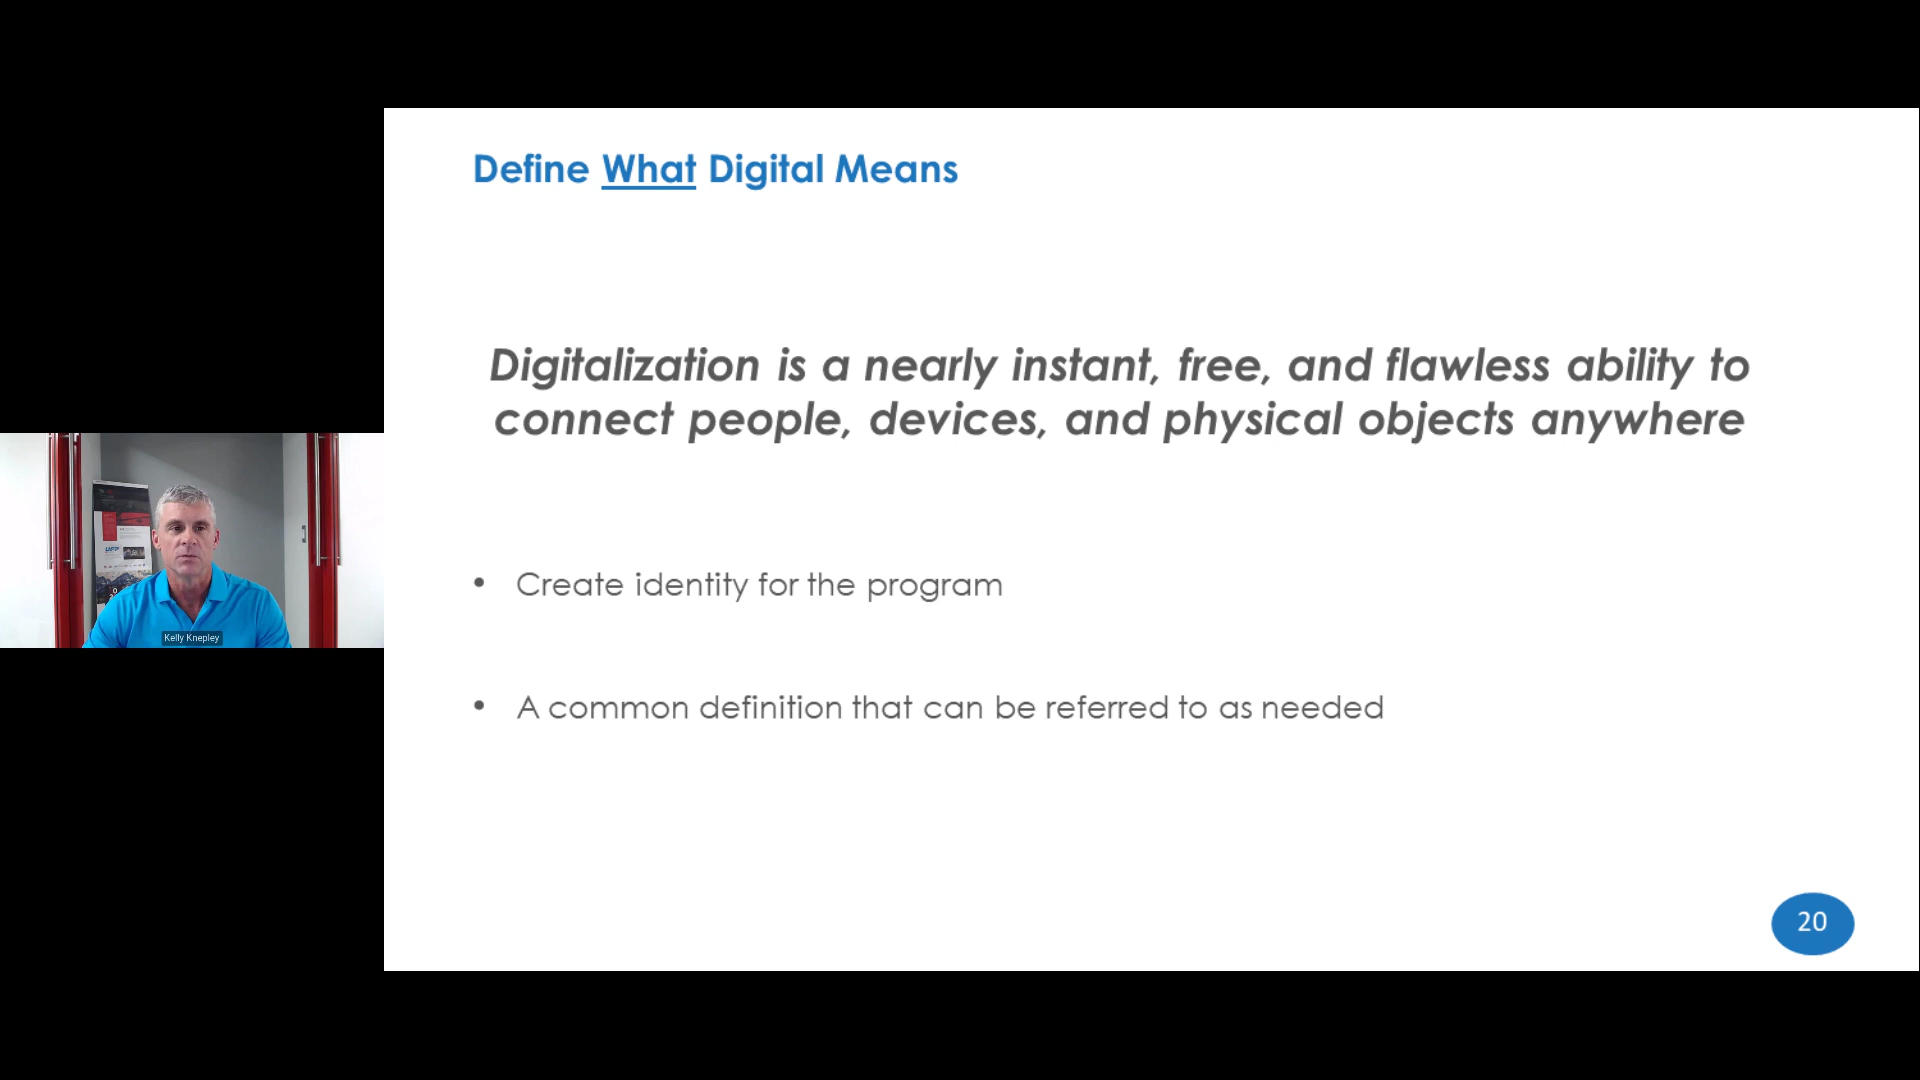 Define What Digital Means
Digitalization is a nearly instant, free, and flawless ability to
connect people, devices, and physical objects anywhere
• Create identity for the program
• A common definition that can be referred to as needed
20
Kelly Knepley